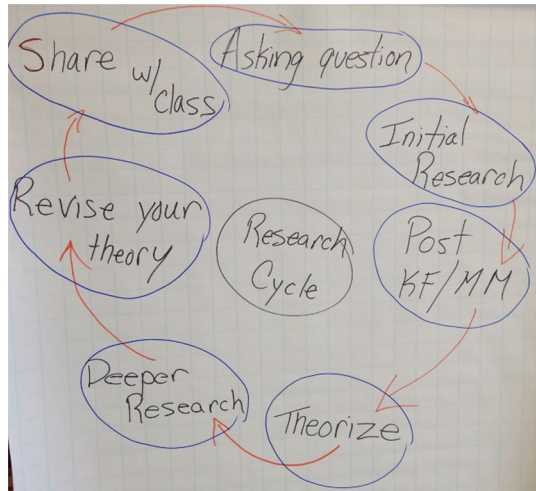 Asking question
Initial
Research
Post
KF/MM
Theorize
Deeper
Research
Revise your
theory
Share w/
class
Research
Cycle